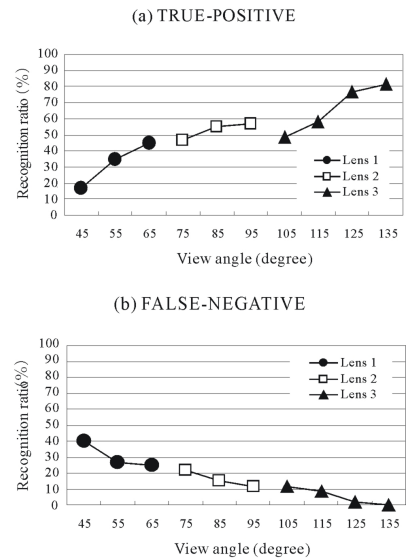 (a) TRUE-POSITIVE
100
90
80
70
60
50
40
30
20
10
0
Recognition ratio (%)
Lens 1
Lens 2
Lens 3
45 55 65 75 85 95 105 115 125 135
View angle (degree)
(b) FALSE-NEGATIVE
100
90
80
70
60
50
40
30
20
10
0
Recognition ratio(%)
Lens 1
Lens 2
Lens 3
45 55 65 75 85 95 105 115 125 135
View angle (degree)